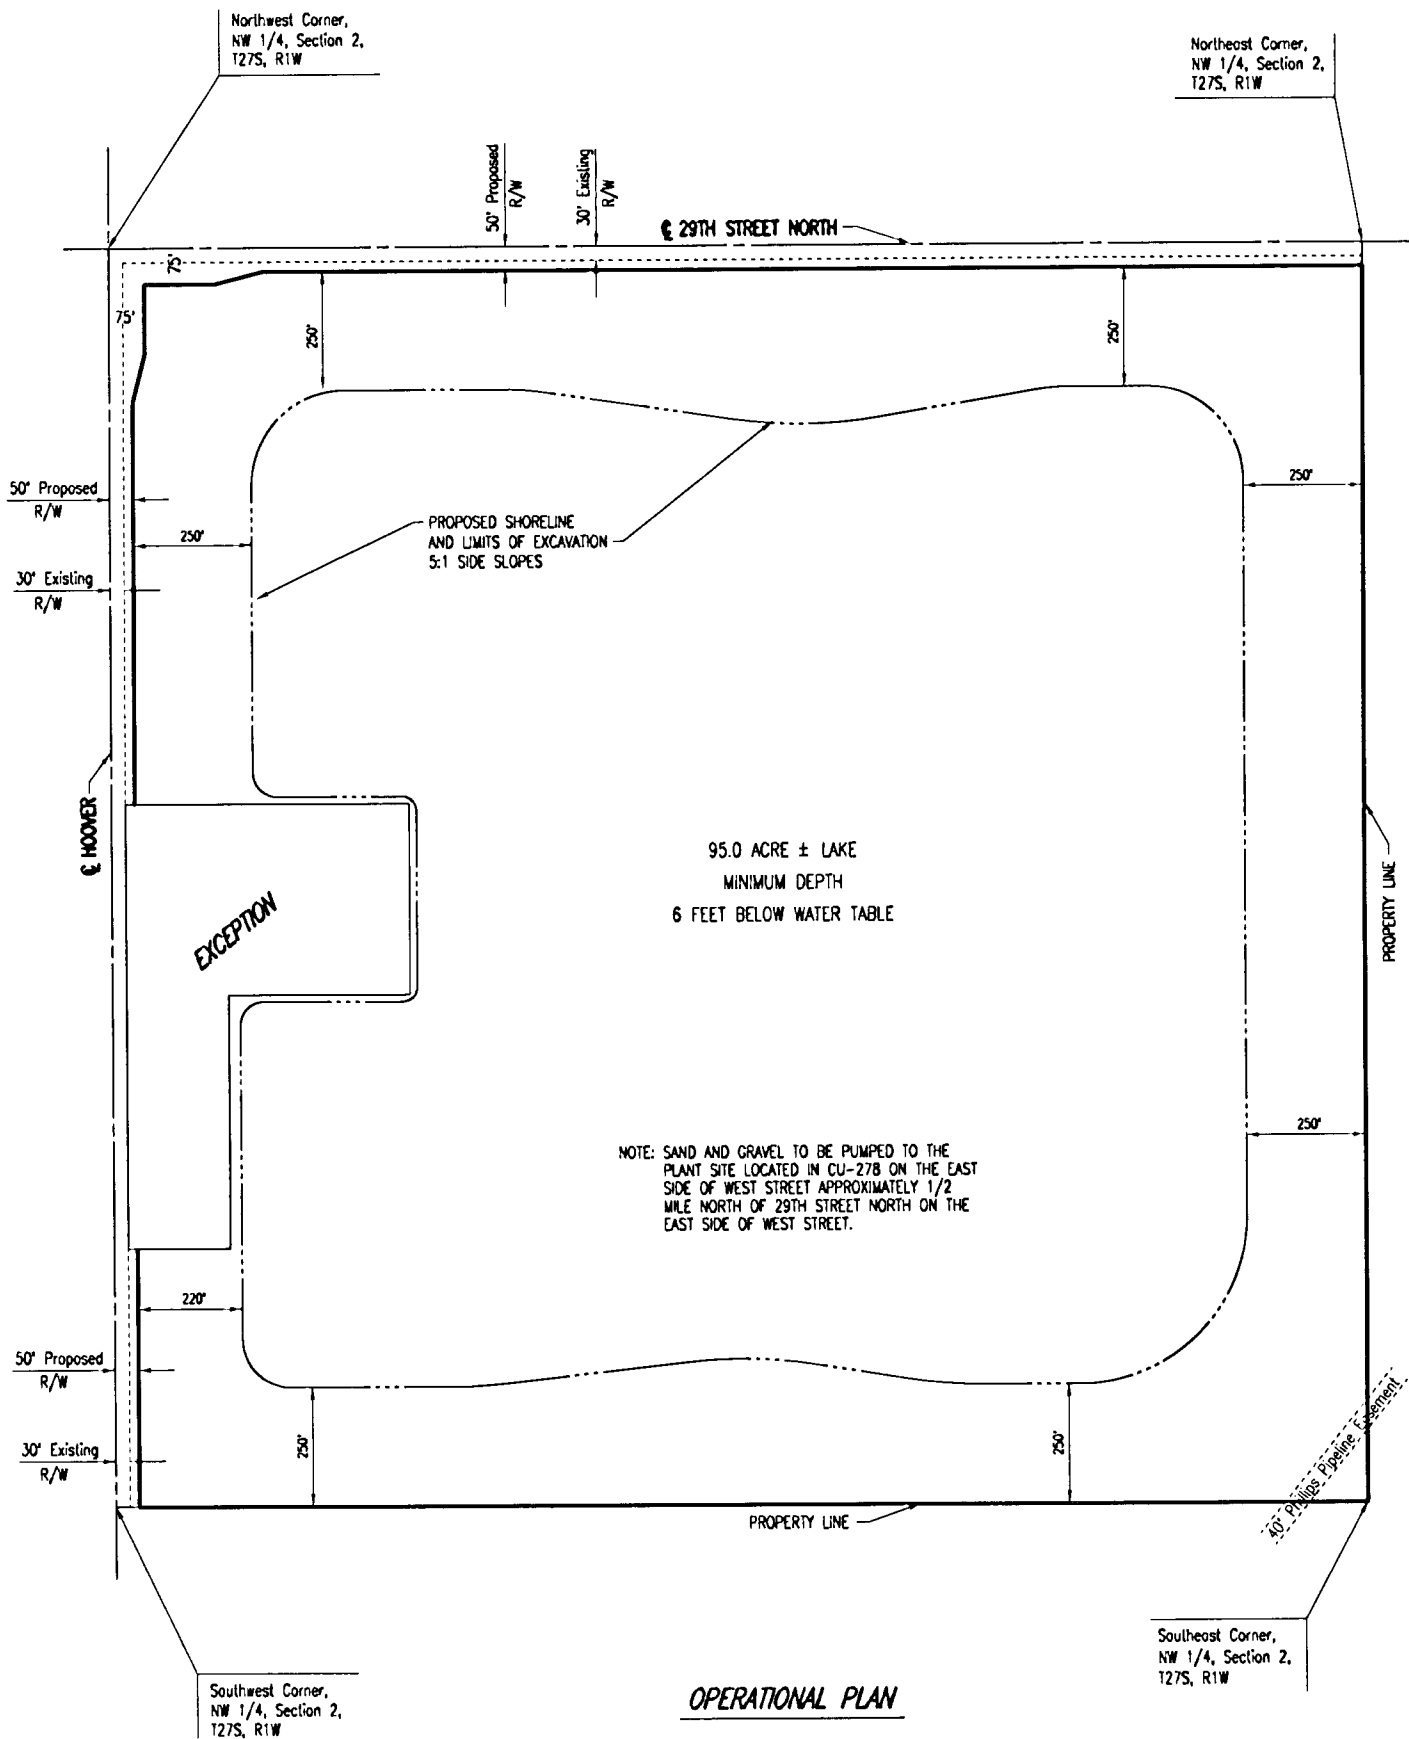 Northwest Corner,
NW 1/4, Section 2,
T27S, R1W
Northeast Corner,
NW 1/4, Section 2,
T27S, R1W
50' Proposed
R/W
30' Existing
R/W
℄ 29TH STREET NORTH
75'
75'
250'
250'
50' Proposed
R/W
250'
250'
PROPOSED SHORELINE
AND LIMITS OF EXCAVATION
5:1 SIDE SLOPES
30' Existing
R/W
℄ HOOVER
EXCEPTION
95.0 ACRE ± LAKE
MINIMUM DEPTH
6 FEET BELOW WATER TABLE
PROPERTY LINE
250'
NOTE: SAND AND GRAVEL TO BE PUMPED TO THE
PLANT SITE LOCATED IN CU-278 ON THE EAST
SIDE OF WEST STREET APPROXIMATELY 1/2
MILE NORTH OF 29TH STREET NORTH ON THE
EAST SIDE OF WEST STREET.
220'
50' Proposed
R/W
30' Existing
R/W
250'
250'
40' Phillips Pipeline Easement
PROPERTY LINE
Southwest Corner,
NW 1/4, Section 2,
T27S, R1W
Southeast Corner,
NW 1/4, Section 2,
T27S, R1W
OPERATIONAL PLAN